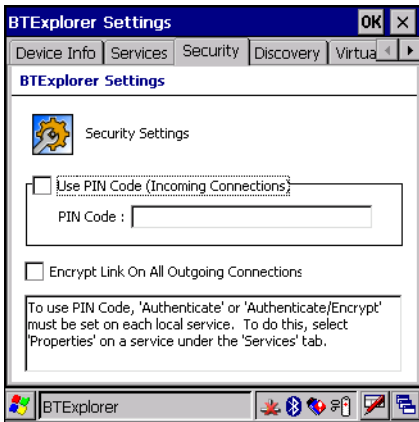 BTExplorer Settings OK
Device Info Services Security Discovery Virtua
BTExplorer Settings
Security Settings
Use PIN Code (Incoming Connections)
PIN Code :
Encrypt Link On All Outgoing Connections
To use PIN Code, 'Authenticate' or 'Authenticate/Encrypt'
must be set on each local service. To do this, select
'Properties' on a service under the 'Services' tab.
BTExplorer